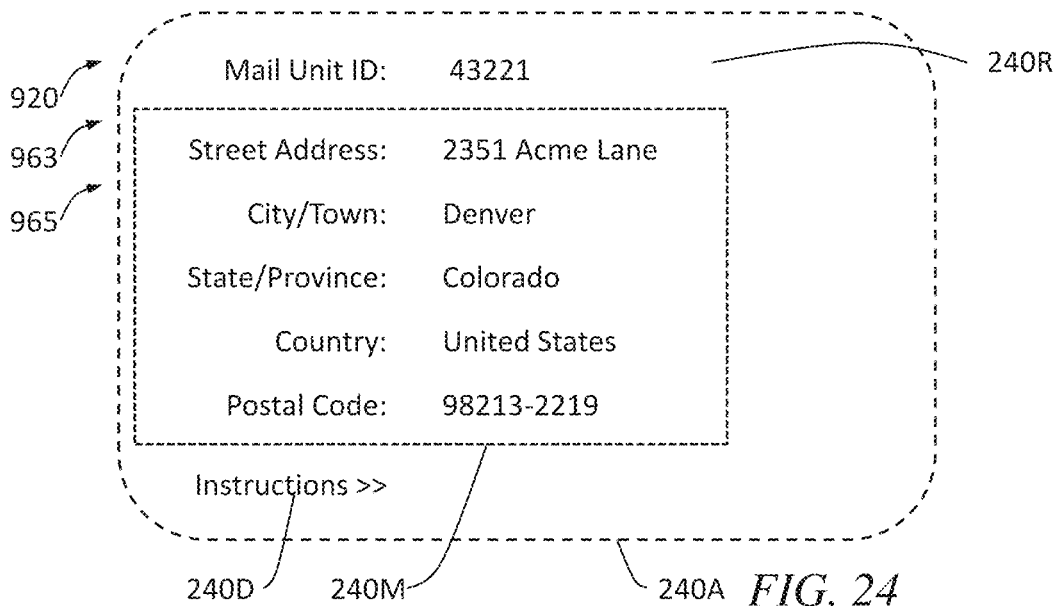 Mail Unit ID: 43221 240R
920
Street Address: 2351 Acme Lane
963
City/Town: Denver
965
State/Province: Colorado
Country: United States
Postal Code: 98213-2219
Instructions >>
240D 240M 240A FIG. 24